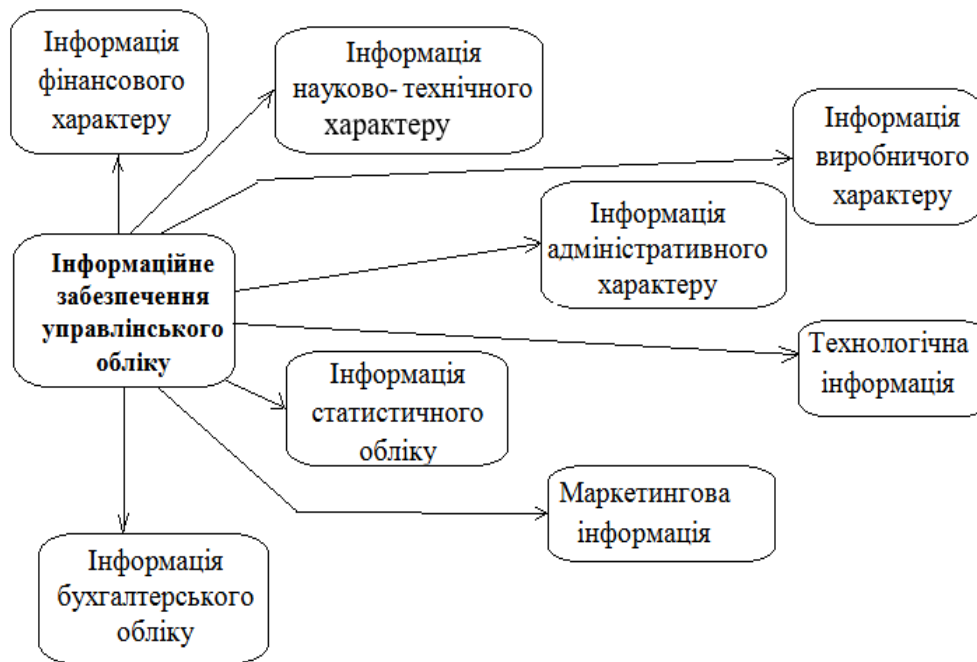 Інформація
фінансового
характеру
Інформація
науково- технічного
характеру
Інформація
виробничого
характеру
Інформація
адміністративного
характеру
Інформаційне
забезпечення
управлінського
обліку
Технологічна
інформація
Інформація
статистичного
обліку
Маркетингова
інформація
Інформація
бухгалтерського
обліку